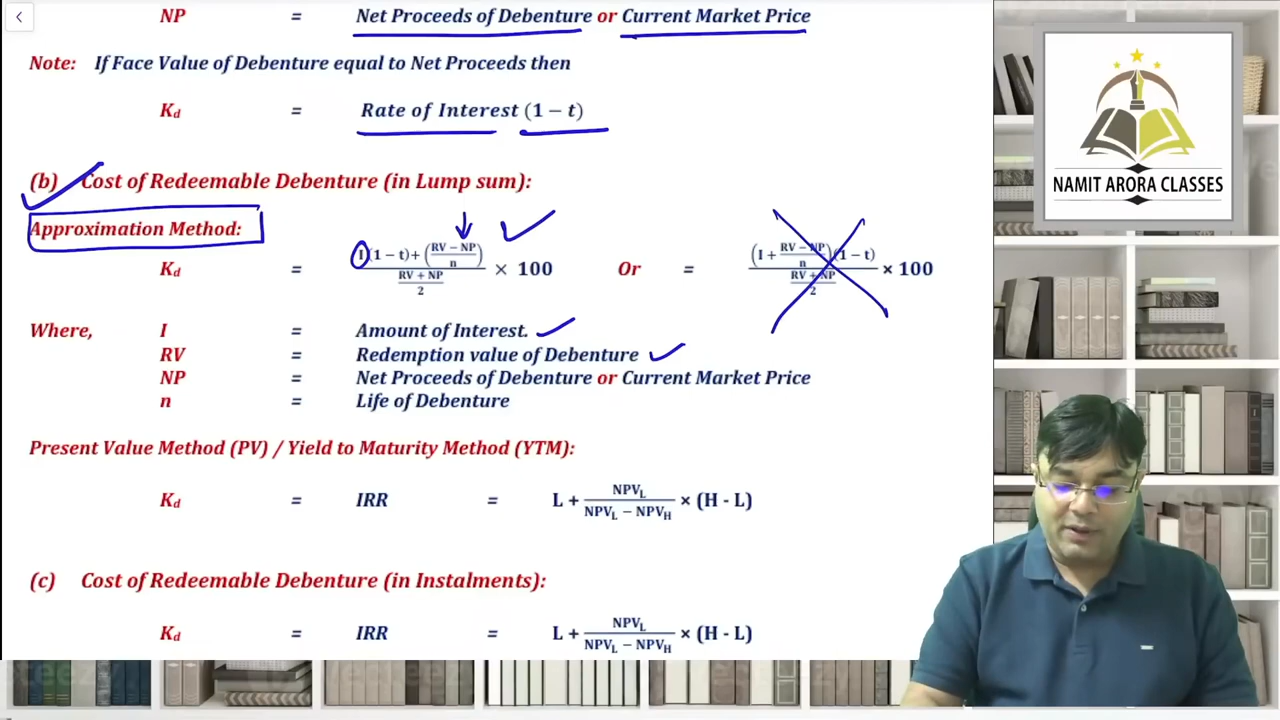 NP = Net Proceeds of Debenture or Current Market Price
Note: If Face Value of Debenture equal to Net Proceeds then
Kd = Rate of Interest (1 – t)
(b) Cost of Redeemable Debenture (in Lump sum):
Approximation Method:
Kd = (I(1 – t)+ ((RV – NP)/n)) / ((RV + NP)/2) × 100 Or = ((I + (RV – NP)/n)(1 – t)) / ((RV + NP)/2) × 100
Where, I = Amount of Interest.
RV = Redemption value of Debenture
NP = Net Proceeds of Debenture or Current Market Price
n = Life of Debenture
Present Value Method (PV) / Yield to Maturity Method (YTM):
Kd = IRR = L + NPVL / (NPVL – NPVH) × (H - L)
(c) Cost of Redeemable Debenture (in Instalments):
Kd = IRR = L + NPVL / (NPVL – NPVH) × (H - L)
NAMIT ARORA CLASSES